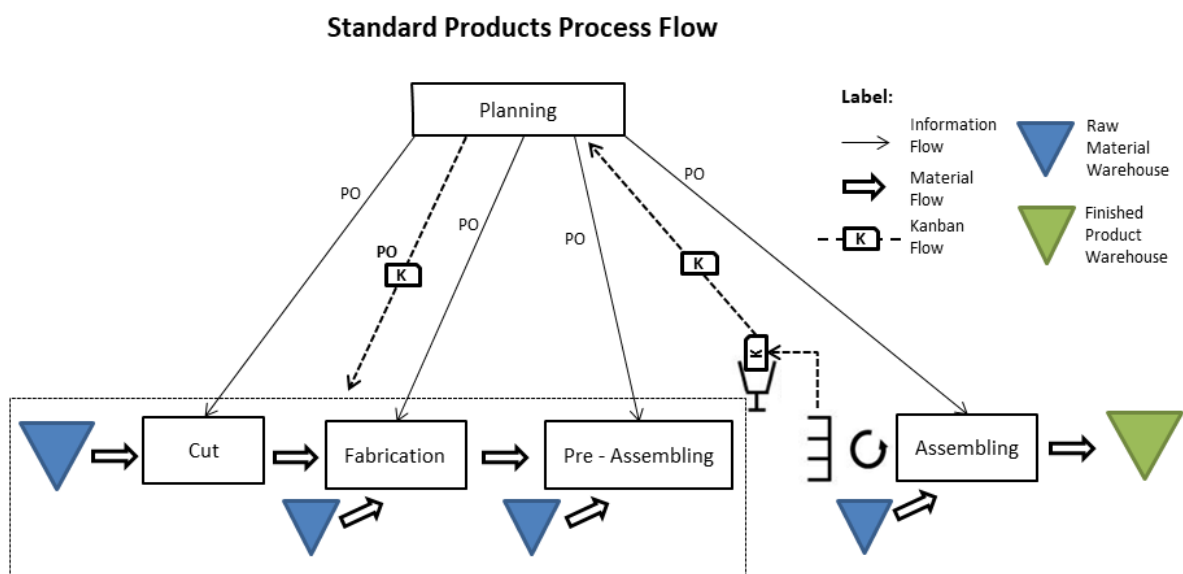 Standard Products Process Flow
Planning
Label:
Information
Flow
Material
Flow
K
Kanban
Flow
Raw
Material
Warehouse
Finished
Product
Warehouse
PO
PO
K
PO
PO
K
PO
K
Cut
Fabrication
Pre - Assembling
Assembling